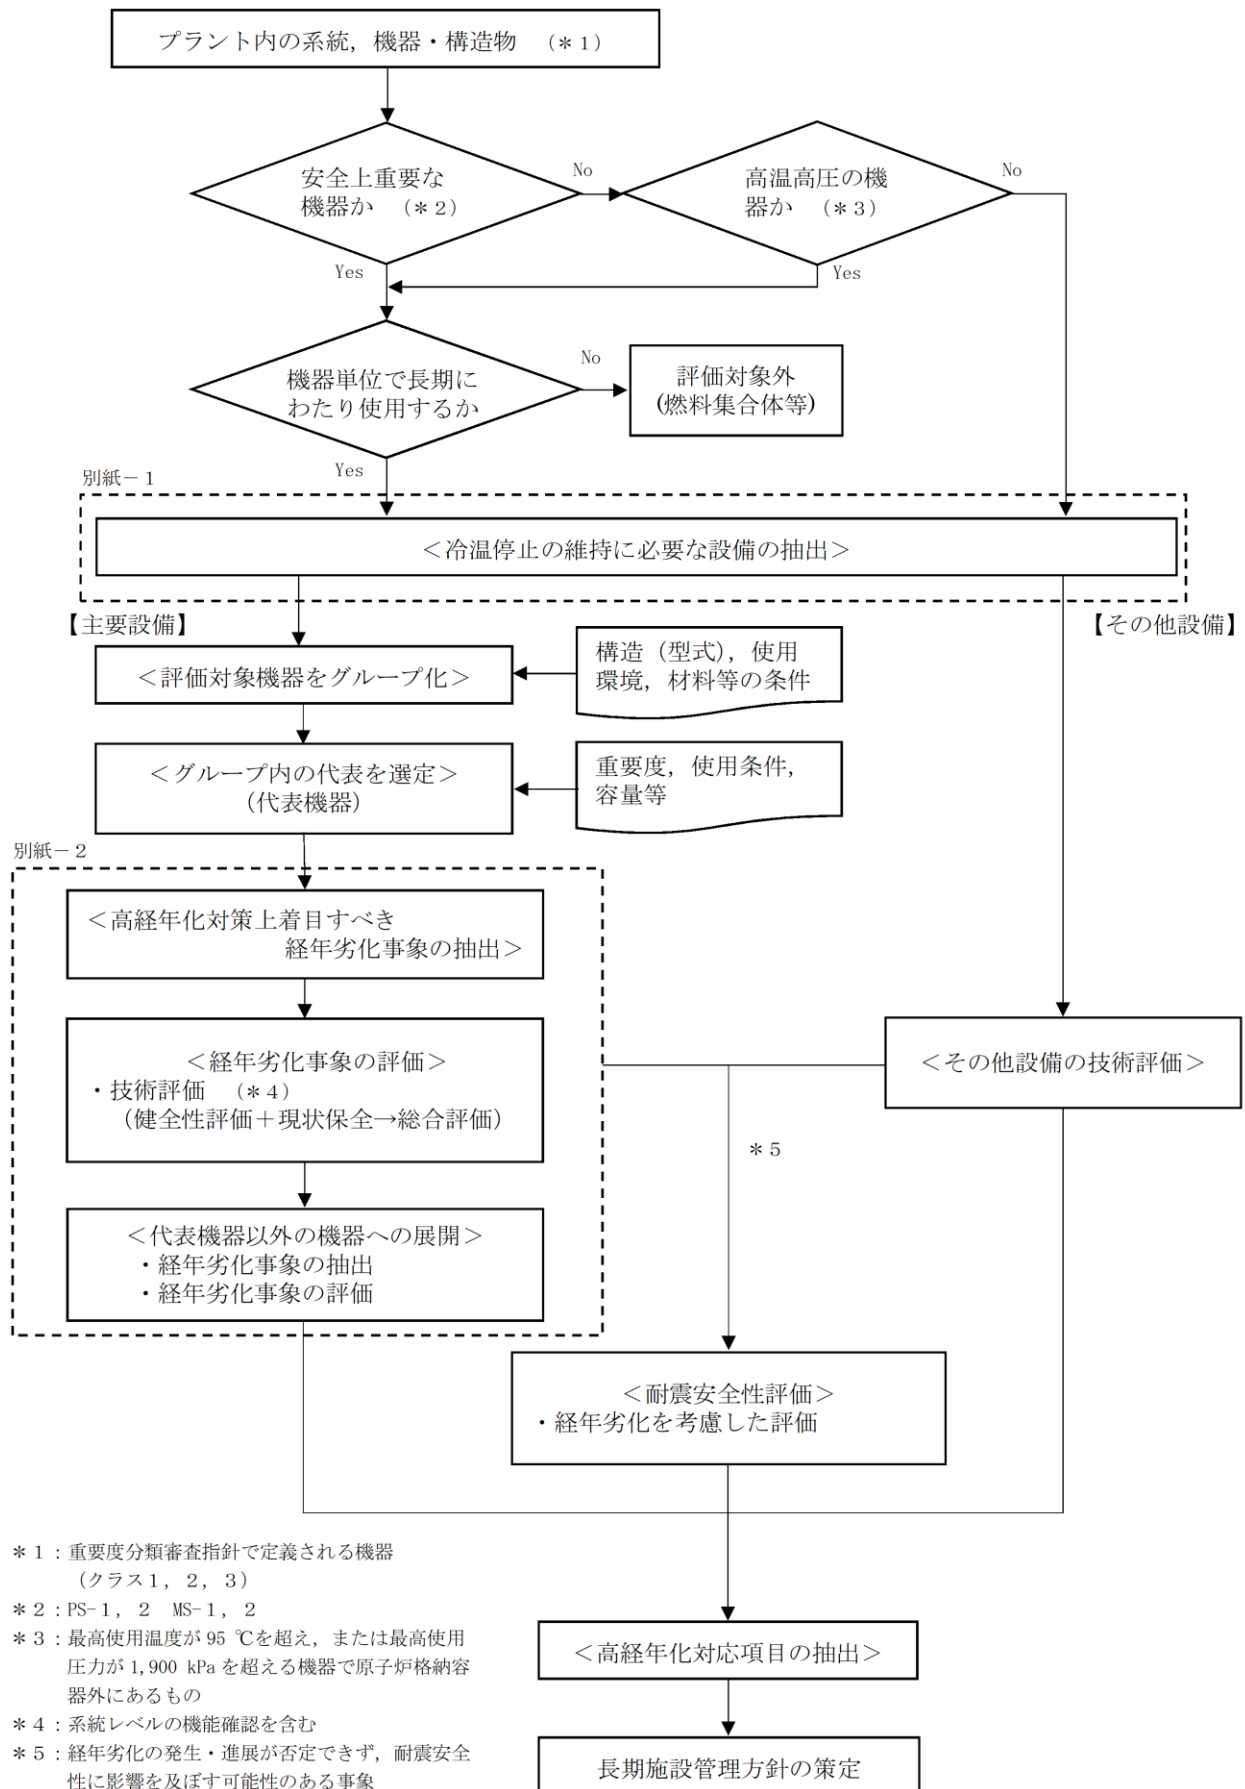 プラント内の系統，機器・構造物　（＊１）
安全上重要な
機器か　（＊２）
No
高温高圧の機
器か　（＊３）
No
Yes
Yes
機器単位で長期に
わたり使用するか
No
評価対象外
(燃料集合体等)
Yes
別紙－１
＜冷温停止の維持に必要な設備の抽出＞
【主要設備】
【その他設備】
＜評価対象機器をグループ化＞
構造（型式），使用
環境，材料等の条件
＜グループ内の代表を選定＞
（代表機器）
重要度，使用条件，
容量等
別紙－２
＜高経年化対策上着目すべき
経年劣化事象の抽出＞
＜経年劣化事象の評価＞
・技術評価　（＊４）
（健全性評価＋現状保全→総合評価）
＜その他設備の技術評価＞
＊５
＜代表機器以外の機器への展開＞
・経年劣化事象の抽出
・経年劣化事象の評価
＜耐震安全性評価＞
・経年劣化を考慮した評価
＊１：重要度分類審査指針で定義される機器
（クラス１，２，３）
＊２：PS-１，２　MS-１，２
＊３：最高使用温度が 95 ℃を超え，または最高使用
圧力が 1,900 kPa を超える機器で原子炉格納容
器外にあるもの
＊４：系統レベルの機能確認を含む
＊５：経年劣化の発生・進展が否定できず，耐震安全
性に影響を及ぼす可能性のある事象
＜高経年化対応項目の抽出＞
長期施設管理方針の策定